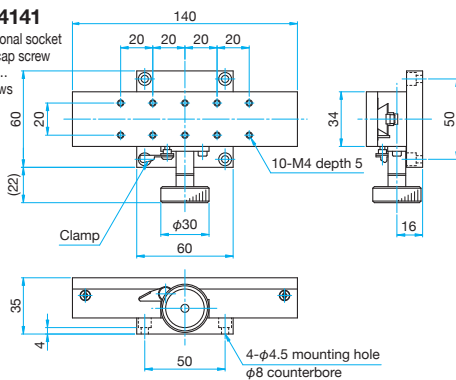 4141
onal socket
cap screw
...
ws
140
20 20 20 20
60
20
(22)
34
50
10-M4 depth 5
Clamp
φ30
60
16
35
4
50
4-φ4.5 mounting hole
φ8 counterbore